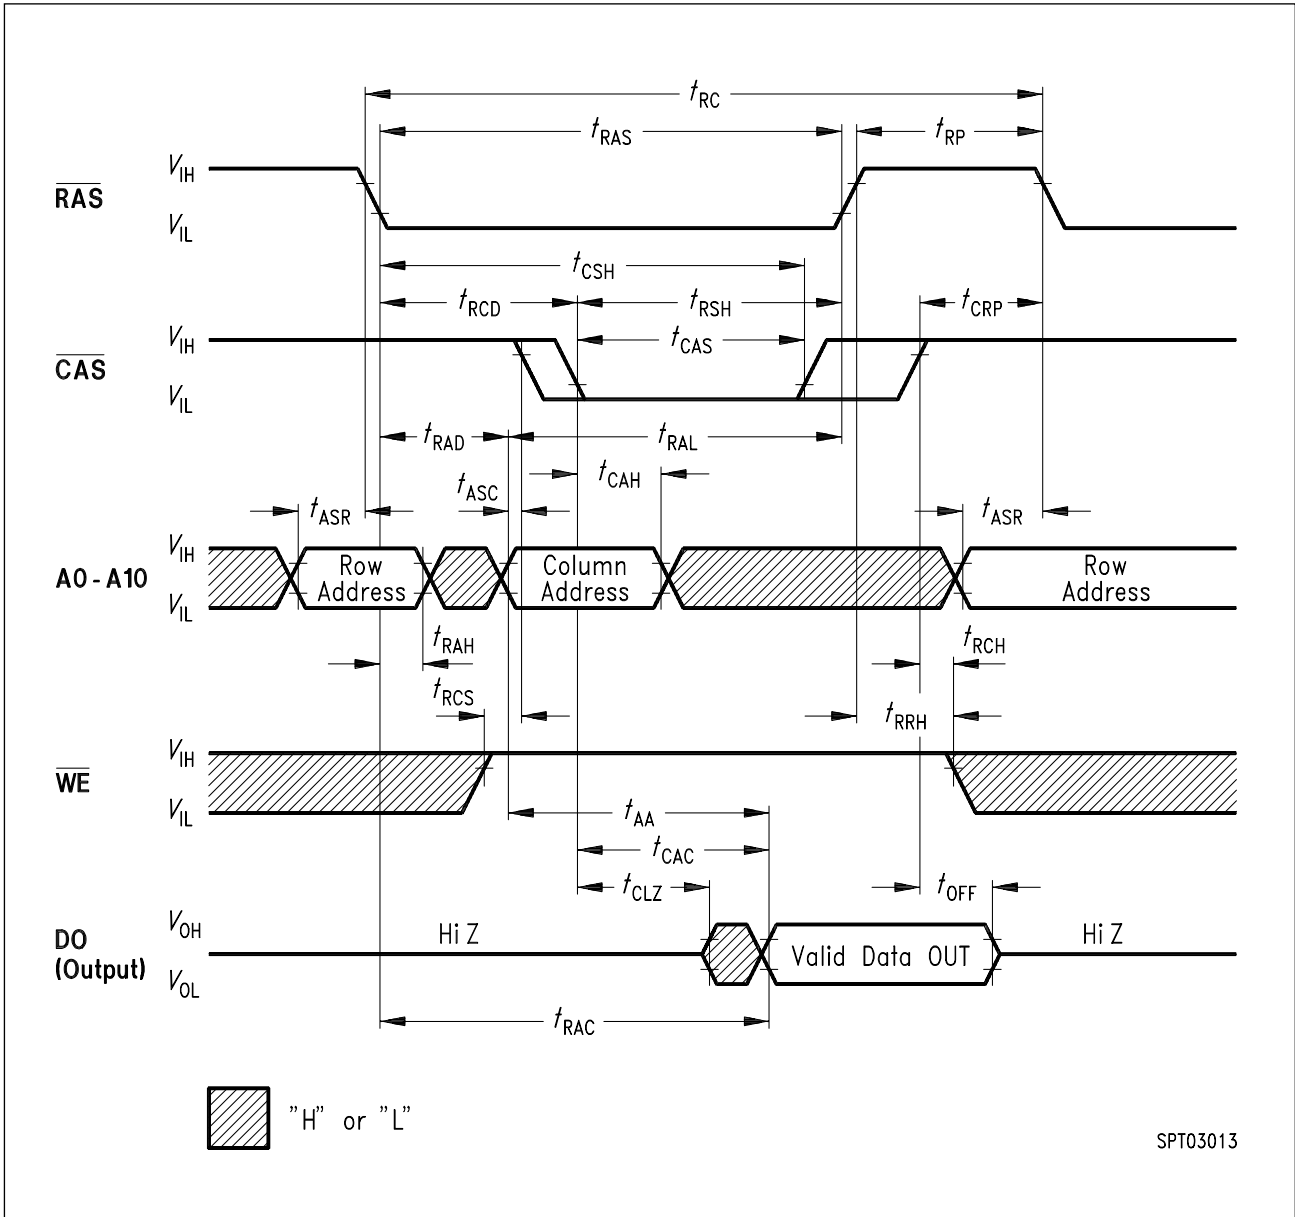 tRC
tRAS
tRP
VIH
RAS
VIL
tCSH
tRCD
tRSH
tCRP
VIH
tCAS
CAS
VIL
tRAD
tRAL
tASC
tCAH
tASR
tASR
VIH
A0 - A10
Row
Address
Column
Address
Row
Address
VIL
tRAH
tRCH
tRCS
tRRH
VIH
WE
VIL
tAA
tCAC
tCLZ
tOFF
VOH
Hi Z
Hi Z
DO
(Output)
Valid Data OUT
VOL
tRAC
"H" or "L"
SPT03013